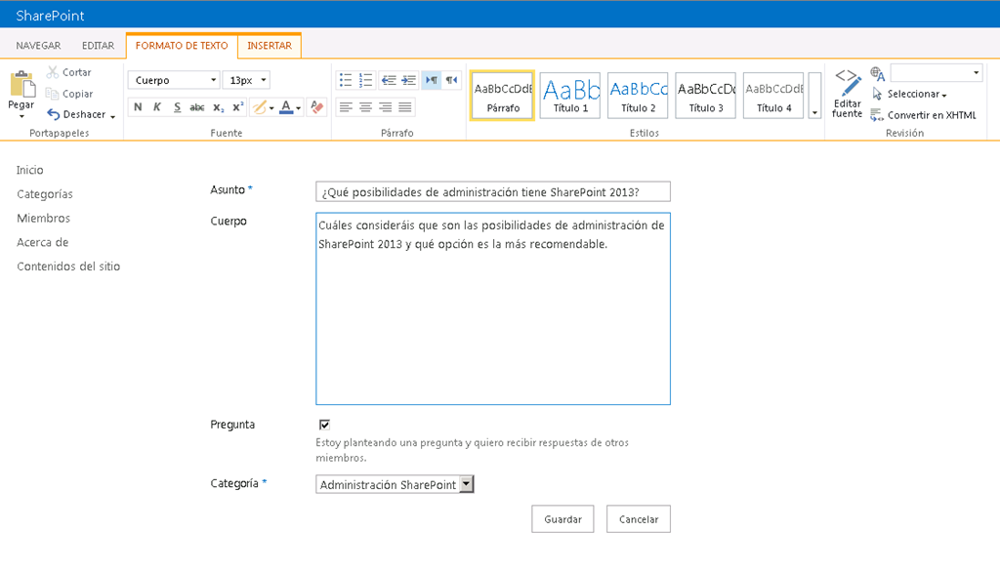 SharePoint
NAVEGAR EDITAR FORMATO DE TEXTO INSERTAR
Pegar
Cortar
Copiar
Deshacer
Portapapeles
Cuerpo 13px
N K S abc x₂ x² A
Fuente
Párrafo
AaBbCcDdE Párrafo
AaBb Título 1
AaBbCc Título 2
AaBbCcDc Título 3
AaBbCcDdE Título 4
Estilos
Editar
fuente
Seleccionar
Convertir en XHTML
Revisión
Inicio
Categorías
Miembros
Acerca de
Contenidos del sitio
Asunto * ¿Qué posibilidades de administración tiene SharePoint 2013?
Cuerpo
Cuáles consideráis que son las posibilidades de administración de
SharePoint 2013 y qué opción es la más recomendable.
Pregunta
Estoy planteando una pregunta y quiero recibir respuestas de otros
miembros.
Categoría * Administración SharePoint
Guardar Cancelar